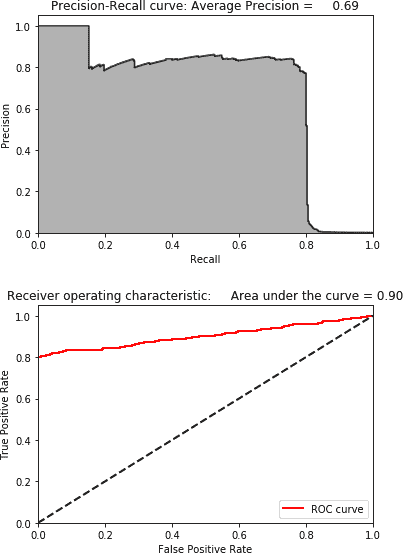 Precision-Recall curve: Average Precision = 0.69
1.0
0.8
0.6
0.4
0.2
0.0
Precision
0.0 0.2 0.4 0.6 0.8 1.0
Recall
Receiver operating characteristic: Area under the curve = 0.90
1.0
0.8
0.6
0.4
0.2
0.0
True Positive Rate
ROC curve
0.0 0.2 0.4 0.6 0.8 1.0
False Positive Rate